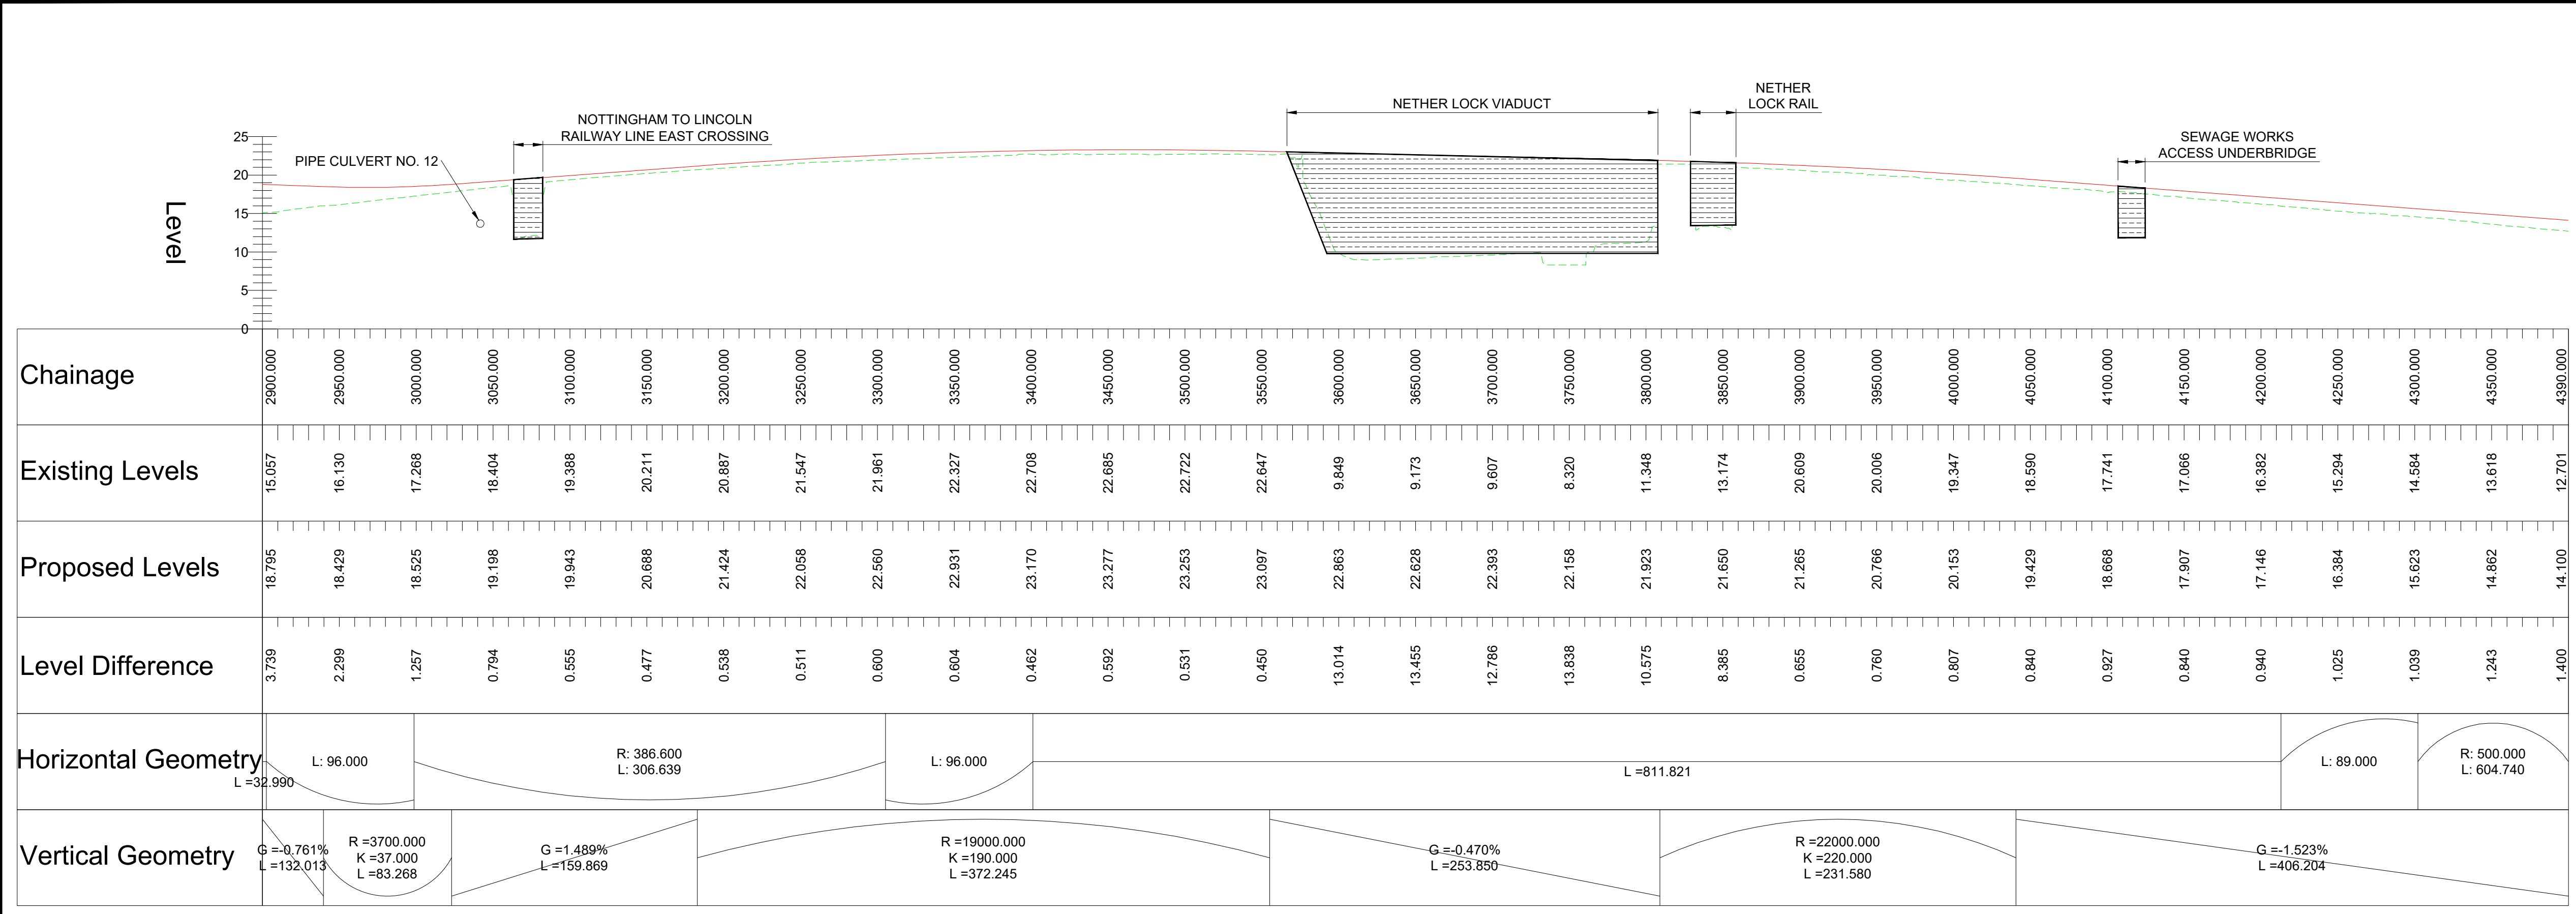 NETHER
LOCK RAIL
NETHER LOCK VIADUCT
NOTTINGHAM TO LINCOLN
RAILWAY LINE EAST CROSSING
SEWAGE WORKS
ACCESS UNDERBRIDGE
PIPE CULVERT NO. 12
Level
25
20
15
10
5
0
Chainage
2900.000 2950.000 3000.000 3050.000 3100.000 3150.000 3200.000 3250.000 3300.000 3350.000 3400.000 3450.000 3500.000 3550.000 3600.000 3650.000 3700.000 3750.000 3800.000 3850.000 3900.000 3950.000 4000.000 4050.000 4100.000 4150.000 4200.000 4250.000 4300.000 4350.000 4390.000
Existing Levels
15.057 16.130 17.268 18.404 19.388 20.211 20.887 21.547 21.961 22.327 22.708 22.685 22.722 22.647 9.849 9.173 9.607 8.320 11.348 13.174 20.609 20.006 19.347 18.590 17.741 17.066 16.382 15.294 14.584 13.618 12.701
Proposed Levels
18.795 18.429 18.525 19.198 19.943 20.688 21.424 22.058 22.560 22.931 23.170 23.277 23.253 23.097 22.863 22.628 22.393 22.158 21.923 21.650 21.265 20.766 20.153 19.429 18.668 17.907 17.146 16.384 15.623 14.862 14.100
Level Difference
3.739 2.299 1.257 0.794 0.555 0.477 0.538 0.511 0.600 0.604 0.462 0.592 0.531 0.450 13.014 13.455 12.786 13.838 10.575 8.385 0.655 0.760 0.807 0.840 0.927 0.840 0.940 1.025 1.039 1.243 1.400
Horizontal Geometry
L =32.990
L: 96.000
R: 386.600
L: 306.639
L: 96.000
L =811.821
L: 89.000
R: 500.000
L: 604.740
Vertical Geometry
G =-0.761%
L =132.013
R =3700.000
K =37.000
L =83.268
G =1.489%
L =159.869
R =19000.000
K =190.000
L =372.245
G =-0.470%
L =253.850
R =22000.000
K =220.000
L =231.580
G =-1.523%
L =406.204